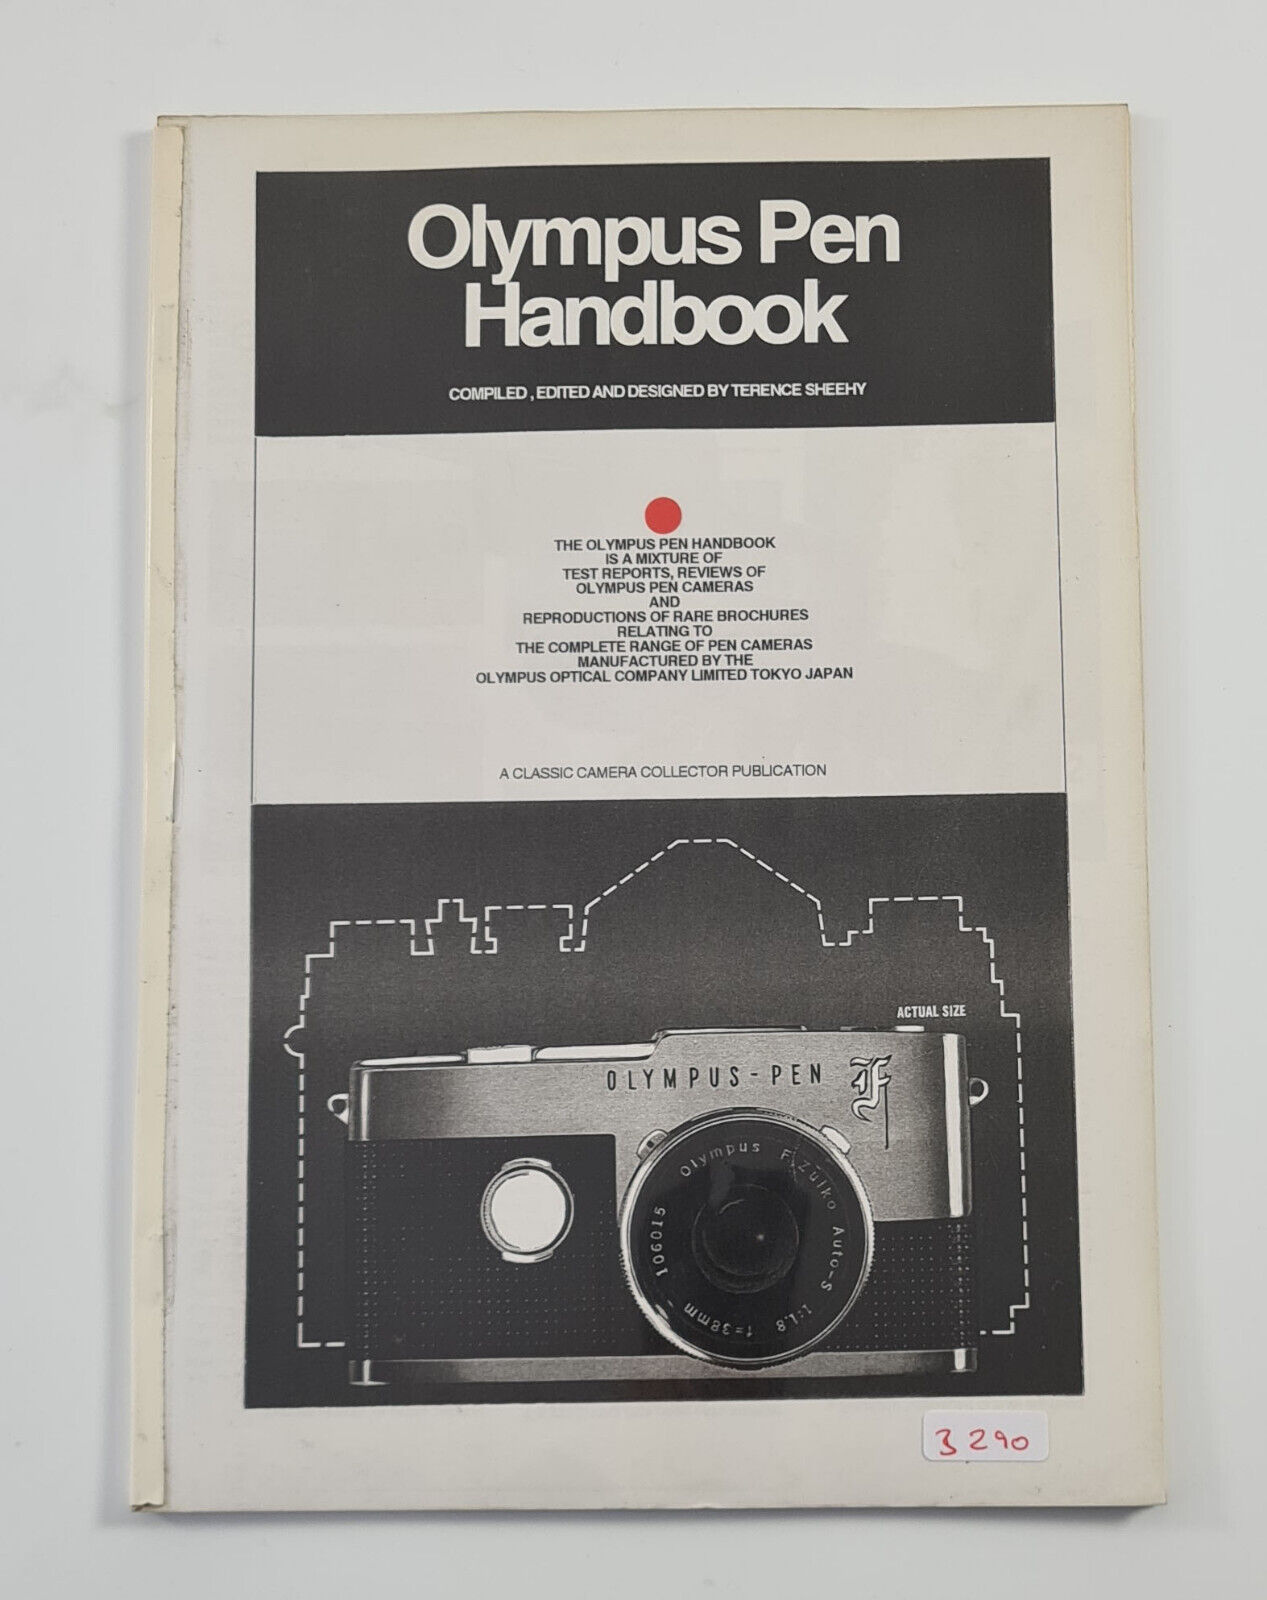 Olympus Pen
Handbook
COMPILED, EDITED AND DESIGNED BY TERENCE SHEEHY
THE OLYMPUS PEN HANDBOOK
IS A MIXTURE OF
TEST REPORTS, REVIEWS OF
OLYMPUS PEN CAMERAS
AND
REPRODUCTIONS OF RARE BROCHURES
RELATING TO
THE COMPLETE RANGE OF PEN CAMERAS
MANUFACTURED BY THE
OLYMPUS OPTICAL COMPANY LIMITED TOKYO JAPAN
A CLASSIC CAMERA COLLECTOR PUBLICATION
ACTUAL SIZE
OLYMPUS-PEN F
Olympus F.Zuiko Auto-S 1:1.8 f=38mm 106015
3290